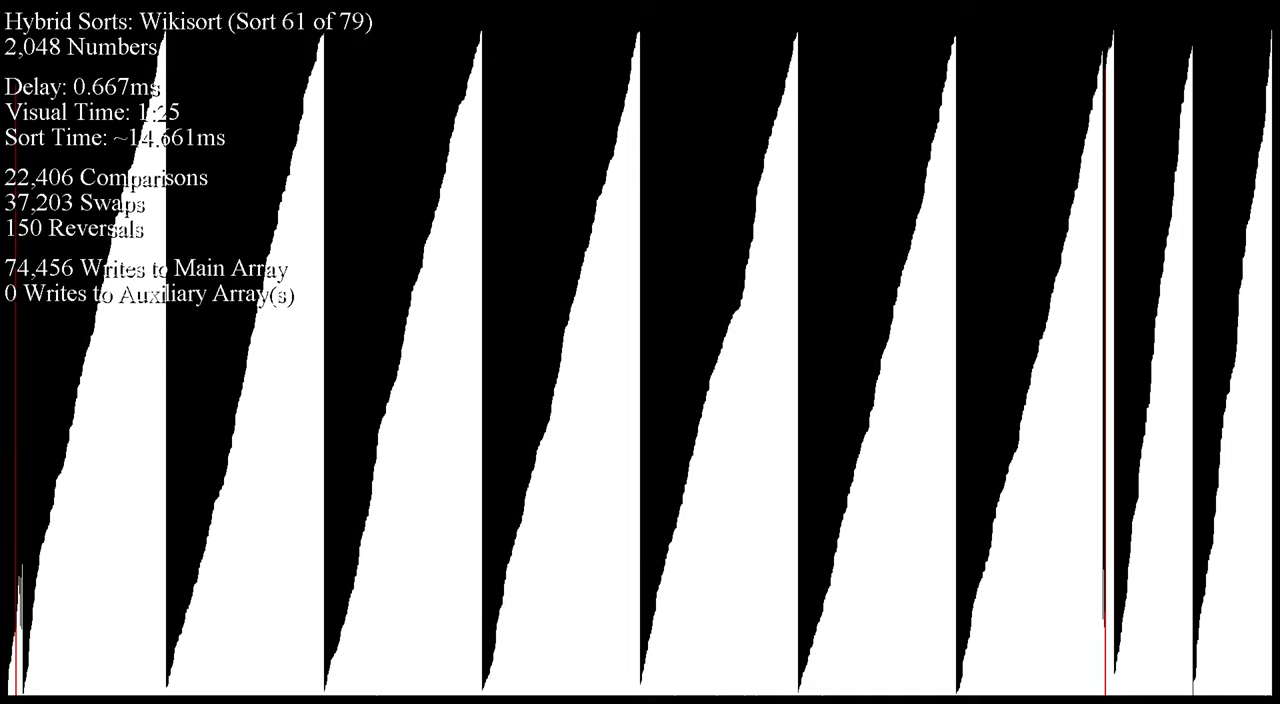 Hybrid Sorts: Wikisort (Sort 61 of 79)
2,048 Numbers
Delay: 0.667ms
Visual Time: 1:25
Sort Time: ~14.661ms
22,406 Comparisons
37,203 Swaps
150 Reversals
74,456 Writes to Main Array
0 Writes to Auxiliary Array(s)